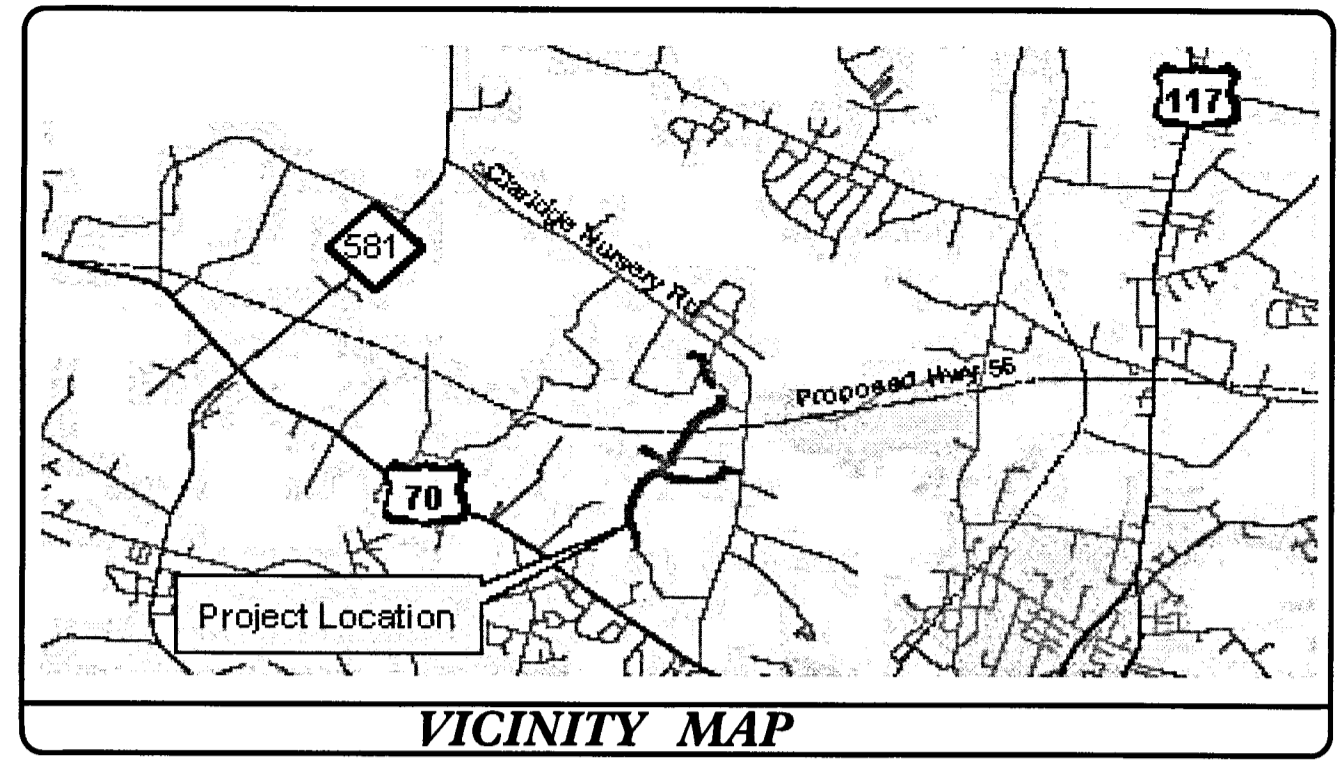 117
Claridge Nursery Rd
581
Proposed Hwy 55
70
Project Location
VICINITY MAP